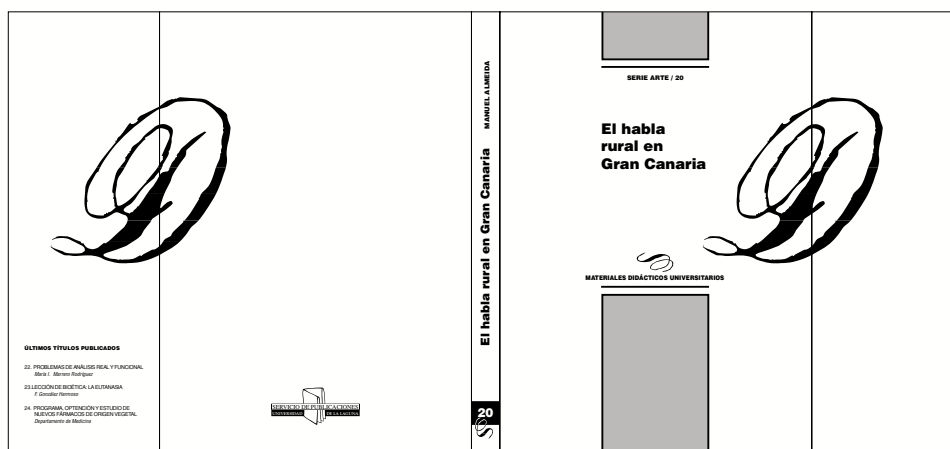 ÚLTIMOS TÍTULOS PUBLICADOS
22. PROBLEMAS DE ANÁLISIS REAL Y FUNCIONAL
María I. Marrero Rodríguez
23.LECCIÓN DE BIOÉTICA: LA EUTANASIA
F. González Hermoso
24. PROGRAMA, OPTENCIÓN Y ESTUDIO DE
NUEVOS FÁRMACOS DE ORIGEN VEGETAL
Departamento de Medicina
SERVICIO DE PUBLICACIONES
UNIVERSIDAD DE LA LAGUNA
MANUEL ALMEIDA
El habla rural en Gran Canaria
20
SERIE ARTE / 20
El habla
rural en
Gran Canaria
MATERIALES DIDÁCTICOS UNIVERSITARIOS